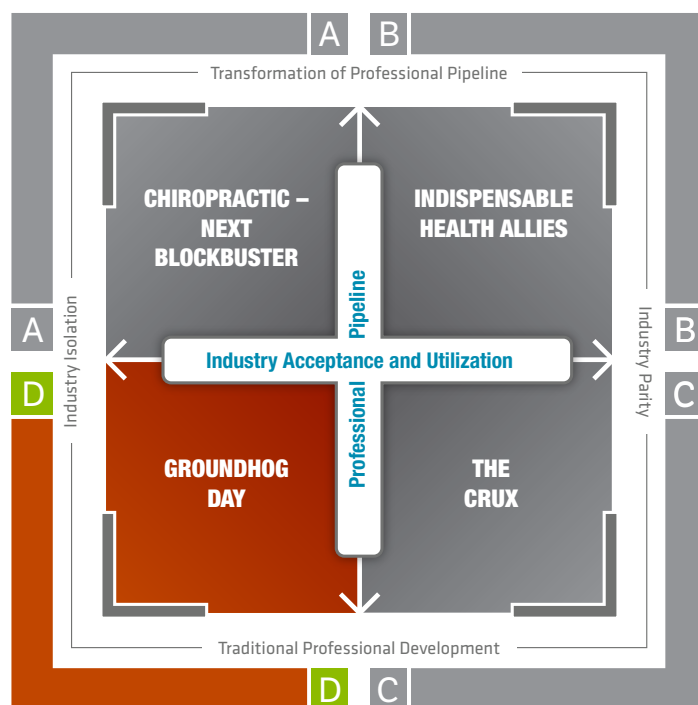 A B
Transformation of Professional Pipeline
CHIROPRACTIC –
NEXT
BLOCKBUSTER
INDISPENSABLE
HEALTH ALLIES
A
Industry Isolation
Industry Acceptance and Utilization
Professional Pipeline
Industry Parity
B
D
C
GROUNDHOG
DAY
THE
CRUX
Traditional Professional Development
D C